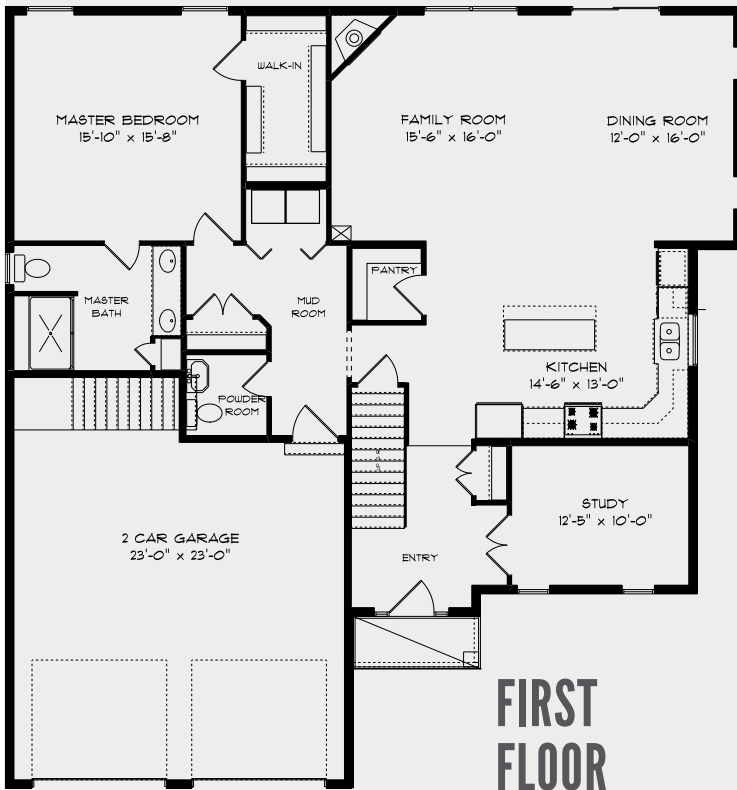 WALK-IN
MASTER BEDROOM
15'-10" x 15'-8"
FAMILY ROOM
15'-6" x 16'-0"
DINING ROOM
12'-0" x 16'-0"
PANTRY
MASTER
BATH
MUD
ROOM
KITCHEN
14'-6" x 13'-0"
POWDER
ROOM
STUDY
12'-5" x 10'-0"
2 CAR GARAGE
23'-0" x 23'-0"
ENTRY
FIRST
FLOOR